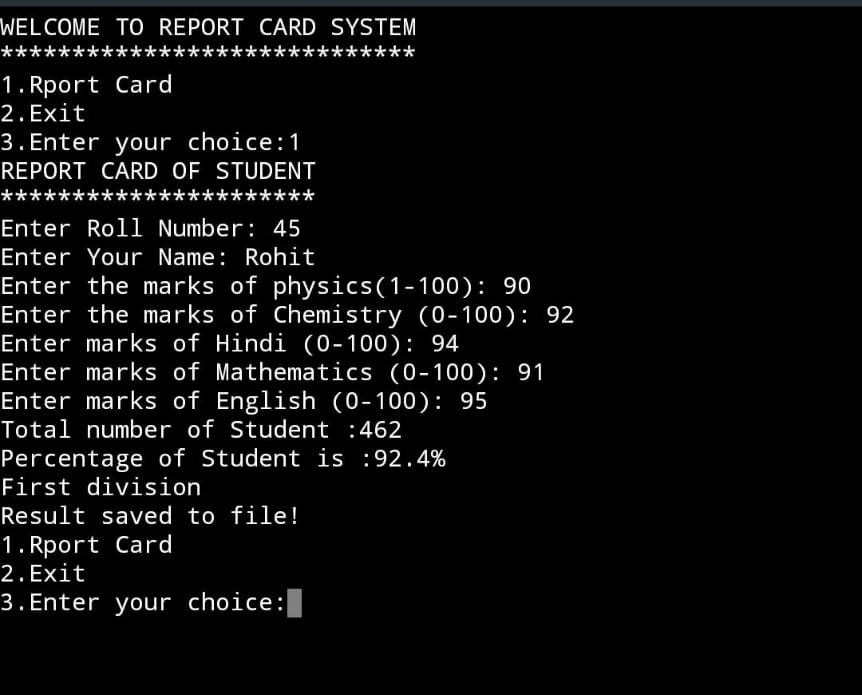 WELCOME TO REPORT CARD SYSTEM
*****************************
1.Rport Card
2.Exit
3.Enter your choice:1
REPORT CARD OF STUDENT
**********************
Enter Roll Number: 45
Enter Your Name: Rohit
Enter the marks of physics(1-100): 90
Enter the marks of Chemistry (0-100): 92
Enter marks of Hindi (0-100): 94
Enter marks of Mathematics (0-100): 91
Enter marks of English (0-100): 95
Total number of Student :462
Percentage of Student is :92.4%
First division
Result saved to file!
1.Rport Card
2.Exit
3.Enter your choice: